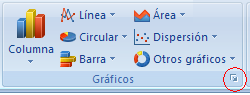 Columna
Línea
Circular
Barra
Área
Dispersión
Otros gráficos
Gráficos